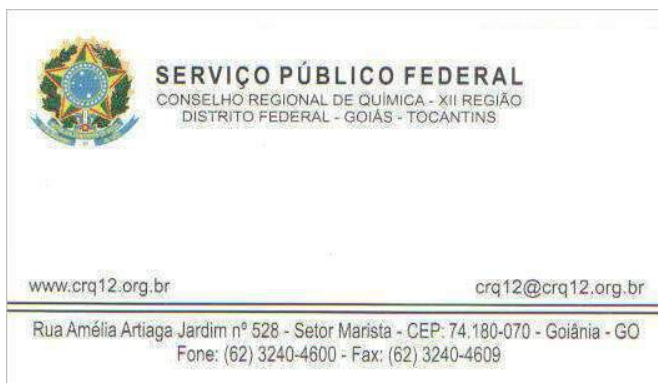 SERVIÇO PÚBLICO FEDERAL
CONSELHO REGIONAL DE QUÍMICA - XII REGIÃO
DISTRITO FEDERAL - GOIÁS - TOCANTINS
www.crq12.org.br
crq12@crq12.org.br
Rua Amélia Artiaga Jardim nº 528 - Setor Marista - CEP: 74.180-070 - Goiânia - GO
Fone: (62) 3240-4600 - Fax: (62) 3240-4609